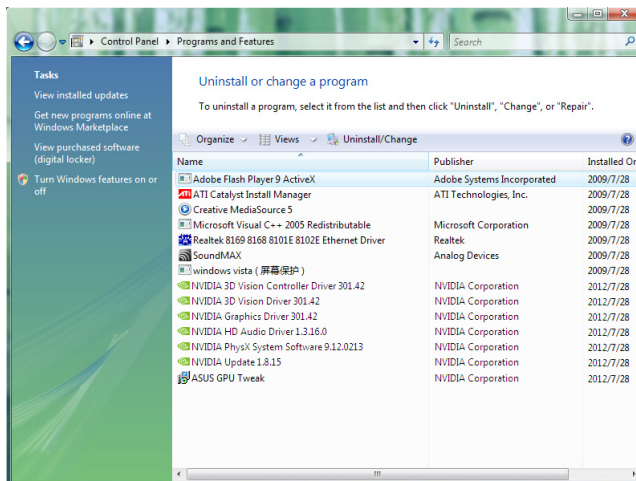 Control Panel ▸ Programs and Features
Search
Tasks
View installed updates
Get new programs online at
Windows Marketplace
View purchased software
(digital locker)
Turn Windows features on or
off
Uninstall or change a program
To uninstall a program, select it from the list and then click "Uninstall", "Change", or "Repair".
Organize Views Uninstall/Change
Name Publisher Installed On
Adobe Flash Player 9 ActiveX Adobe Systems Incorporated 2009/7/28
ATI Catalyst Install Manager ATI Technologies, Inc. 2009/7/28
Creative MediaSource 5 2009/7/28
Microsoft Visual C++ 2005 Redistributable Microsoft Corporation 2009/7/28
Realtek 8169 8168 8101E 8102E Ethernet Driver Realtek 2009/7/28
SoundMAX Analog Devices 2009/7/28
windows vista ( 屏幕保护 ) 2009/7/28
NVIDIA 3D Vision Controller Driver 301.42 NVIDIA Corporation 2012/7/28
NVIDIA 3D Vision Driver 301.42 NVIDIA Corporation 2012/7/28
NVIDIA Graphics Driver 301.42 NVIDIA Corporation 2012/7/28
NVIDIA HD Audio Driver 1.3.16.0 NVIDIA Corporation 2012/7/28
NVIDIA PhysX System Software 9.12.0213 NVIDIA Corporation 2012/7/28
NVIDIA Update 1.8.15 NVIDIA Corporation 2012/7/28
ASUS GPU Tweak NVIDIA Corporation 2012/7/28